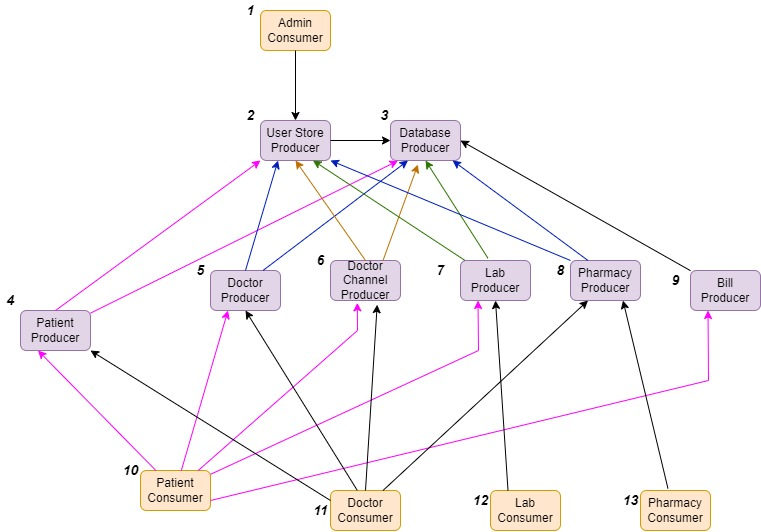 1
Admin
Consumer
2
User Store
Producer
3
Database
Producer
4
Patient
Producer
5
Doctor
Producer
6
Doctor
Channel
Producer
7
Lab
Producer
8
Pharmacy
Producer
9
Bill
Producer
10
Patient
Consumer
11
Doctor
Consumer
12
Lab
Consumer
13
Pharmacy
Consumer